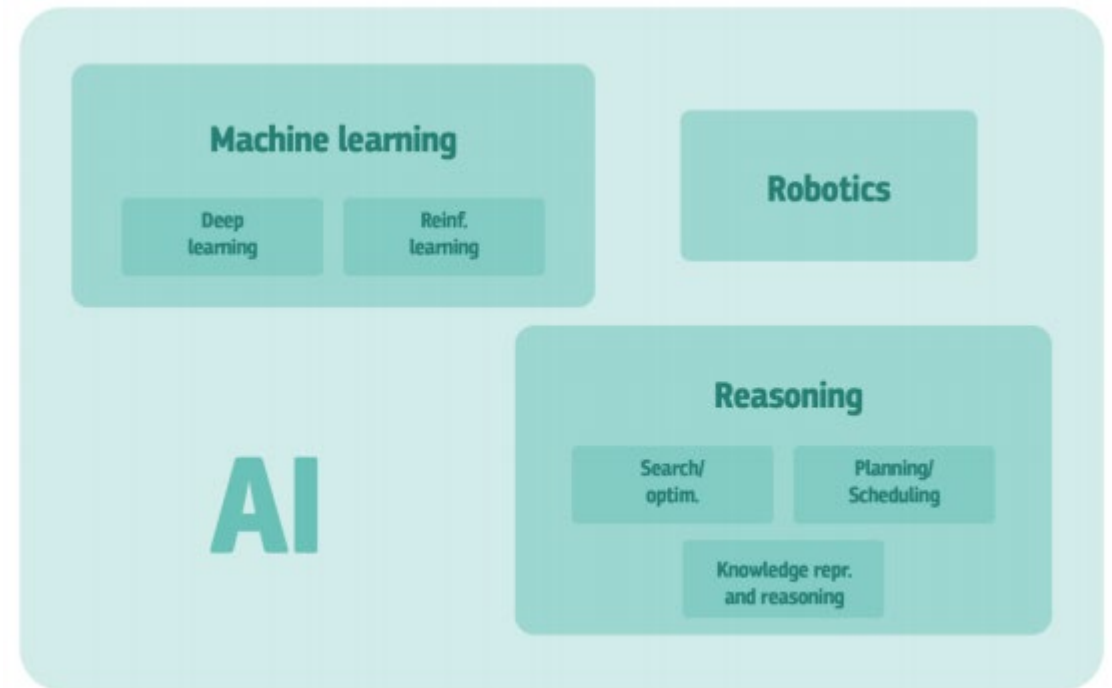 Machine learning
Deep
learning
Reinf.
learning
Robotics
Reasoning
Search/
optim.
Planning/
Scheduling
Knowledge repr.
and reasoning
AI